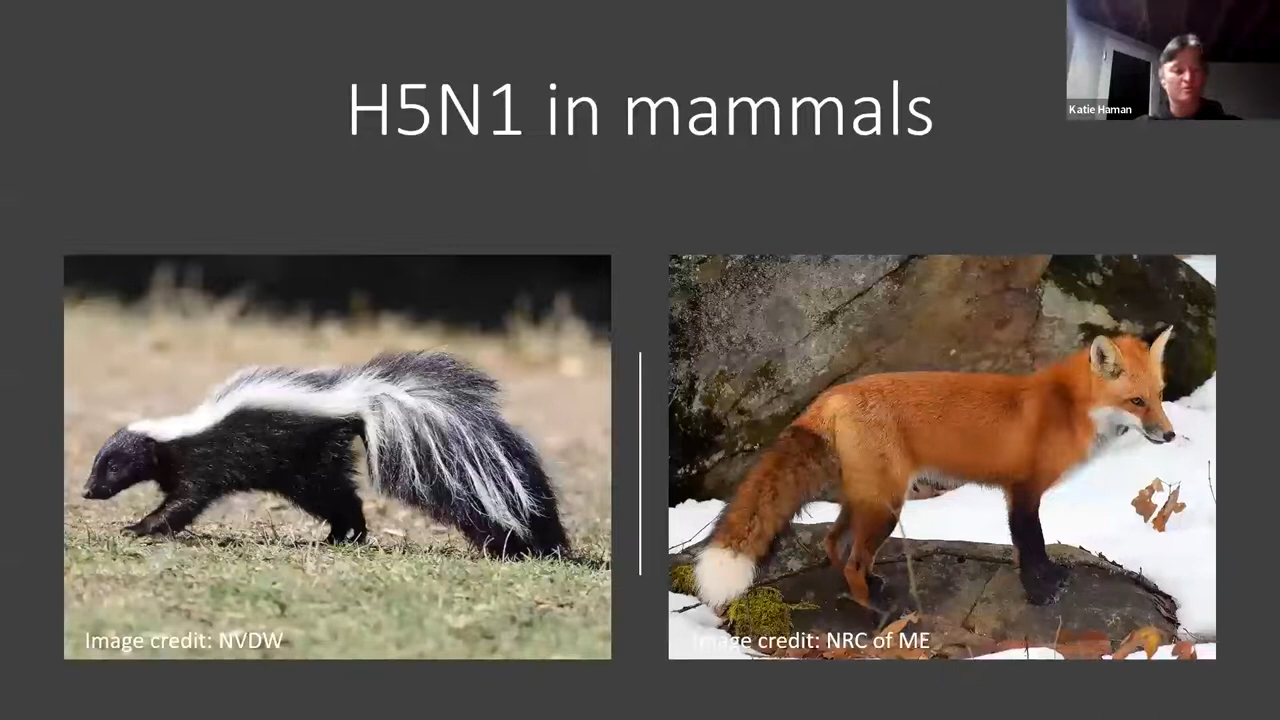 H5N1 in mammals
Katie Haman
Image credit: NVDW
Image credit: NRC of ME